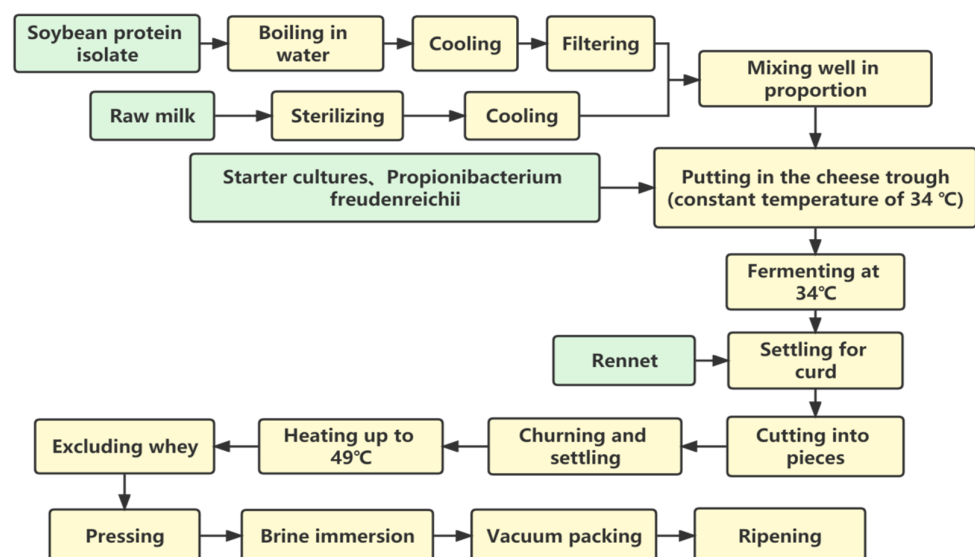 Soybean protein
isolate
Boiling in
water
Cooling
Filtering
Mixing well in
proportion
Raw milk
Sterilizing
Cooling
Starter cultures、Propionibacterium
freudenreichii
Putting in the cheese trough
(constant temperature of 34 ℃)
Fermenting at
34℃
Rennet
Settling for
curd
Cutting into
pieces
Churning and
settling
Heating up to
49℃
Excluding whey
Pressing
Brine immersion
Vacuum packing
Ripening